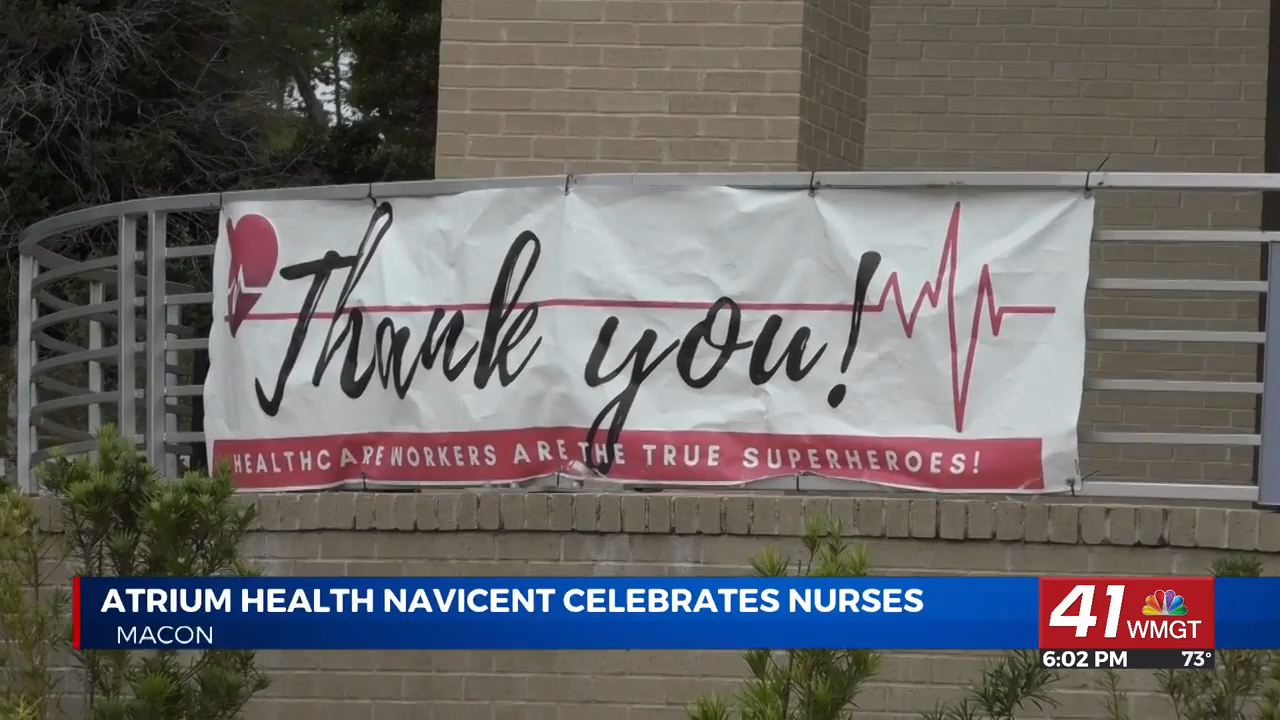 Thank you!
HEALTHCARE WORKERS ARE THE TRUE SUPERHEROES!
ATRIUM HEALTH NAVICENT CELEBRATES NURSES
MACON
41
WMGT
6:02 PM 73°